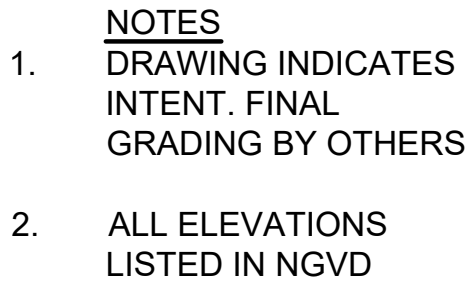 NOTES
1. DRAWING INDICATES
INTENT. FINAL
GRADING BY OTHERS
2. ALL ELEVATIONS
LISTED IN NGVD